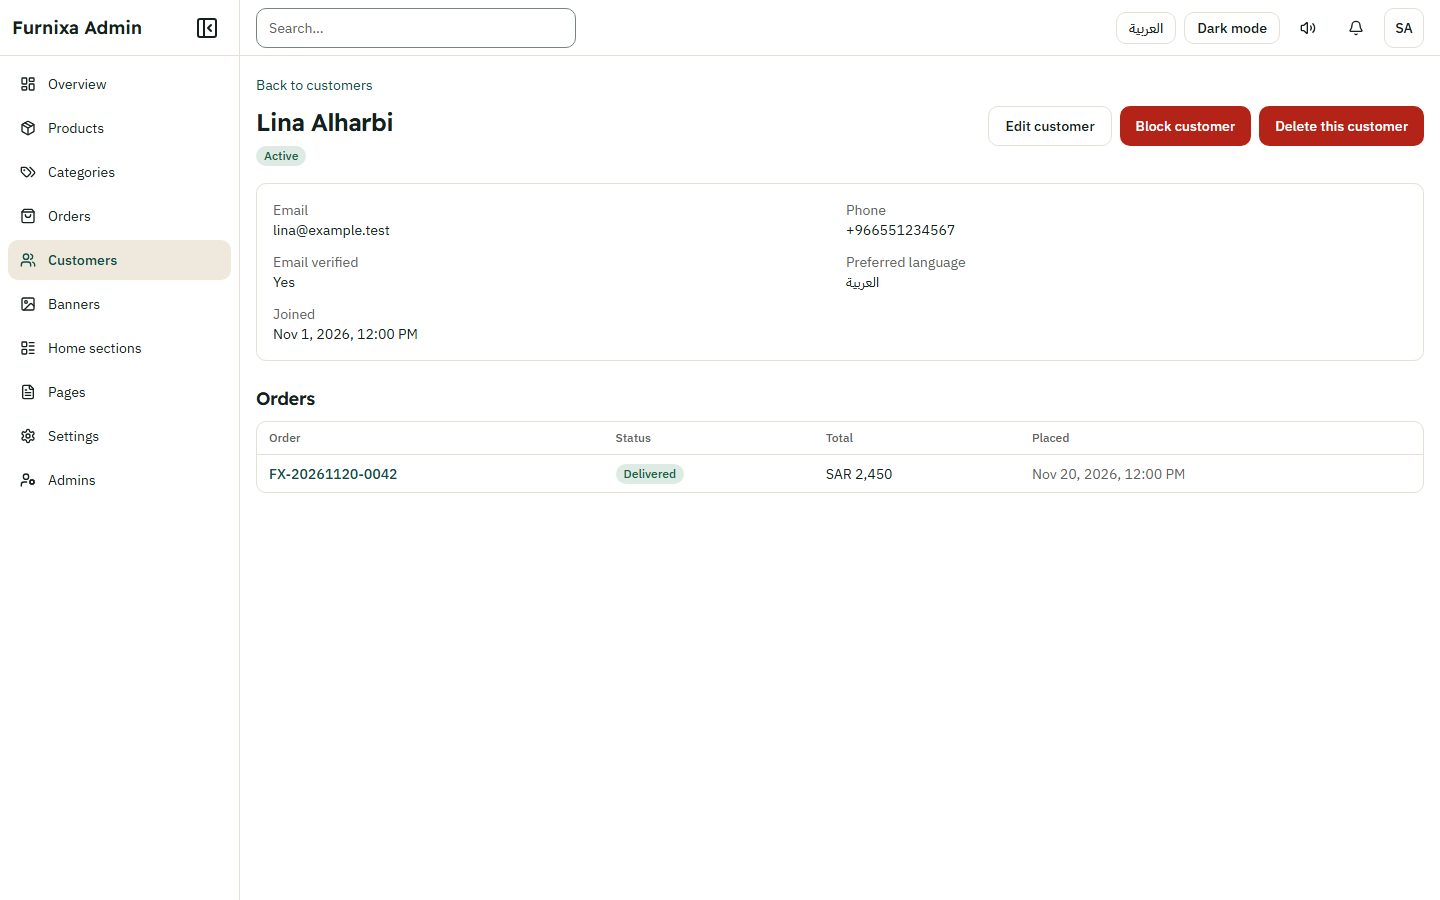 Furnixa Admin
Search...
العربية
Dark mode
SA
Overview
Products
Categories
Orders
Customers
Banners
Home sections
Pages
Settings
Admins
Back to customers
Lina Alharbi
Edit customer
Block customer
Delete this customer
Active
Email
lina@example.test
Phone
+966551234567
Email verified
Yes
Preferred language
العربية
Joined
Nov 1, 2026, 12:00 PM
Orders
Order Status Total Placed
FX-20261120-0042 Delivered SAR 2,450 Nov 20, 2026, 12:00 PM